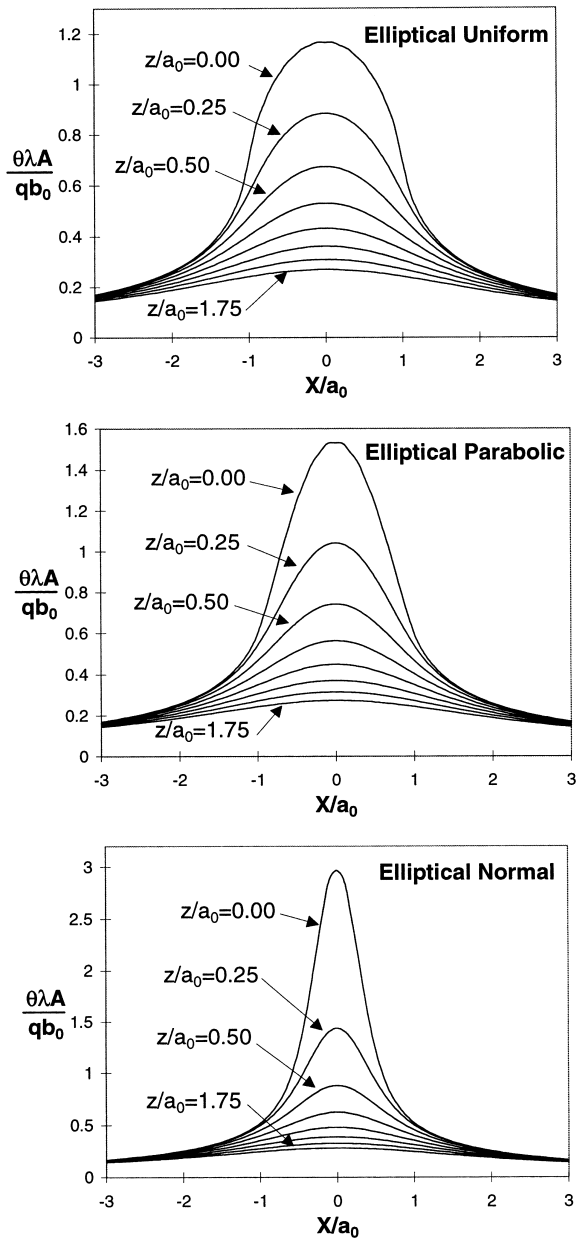 Elliptical Uniform
1.2
1
0.8
0.6
0.4
0.2
0
θλA
qb₀
z/a₀=0.00
z/a₀=0.25
z/a₀=0.50
z/a₀=1.75
-3 -2 -1 0 1 2 3
X/a₀
Elliptical Parabolic
1.6
1.4
1.2
1
0.8
0.6
0.4
0.2
0
θλA
qb₀
z/a₀=0.00
z/a₀=0.25
z/a₀=0.50
z/a₀=1.75
-3 -2 -1 0 1 2 3
X/a₀
Elliptical Normal
3
2.5
2
1.5
1
0.5
0
θλA
qb₀
z/a₀=0.00
z/a₀=0.25
z/a₀=0.50
z/a₀=1.75
-3 -2 -1 0 1 2 3
X/a₀